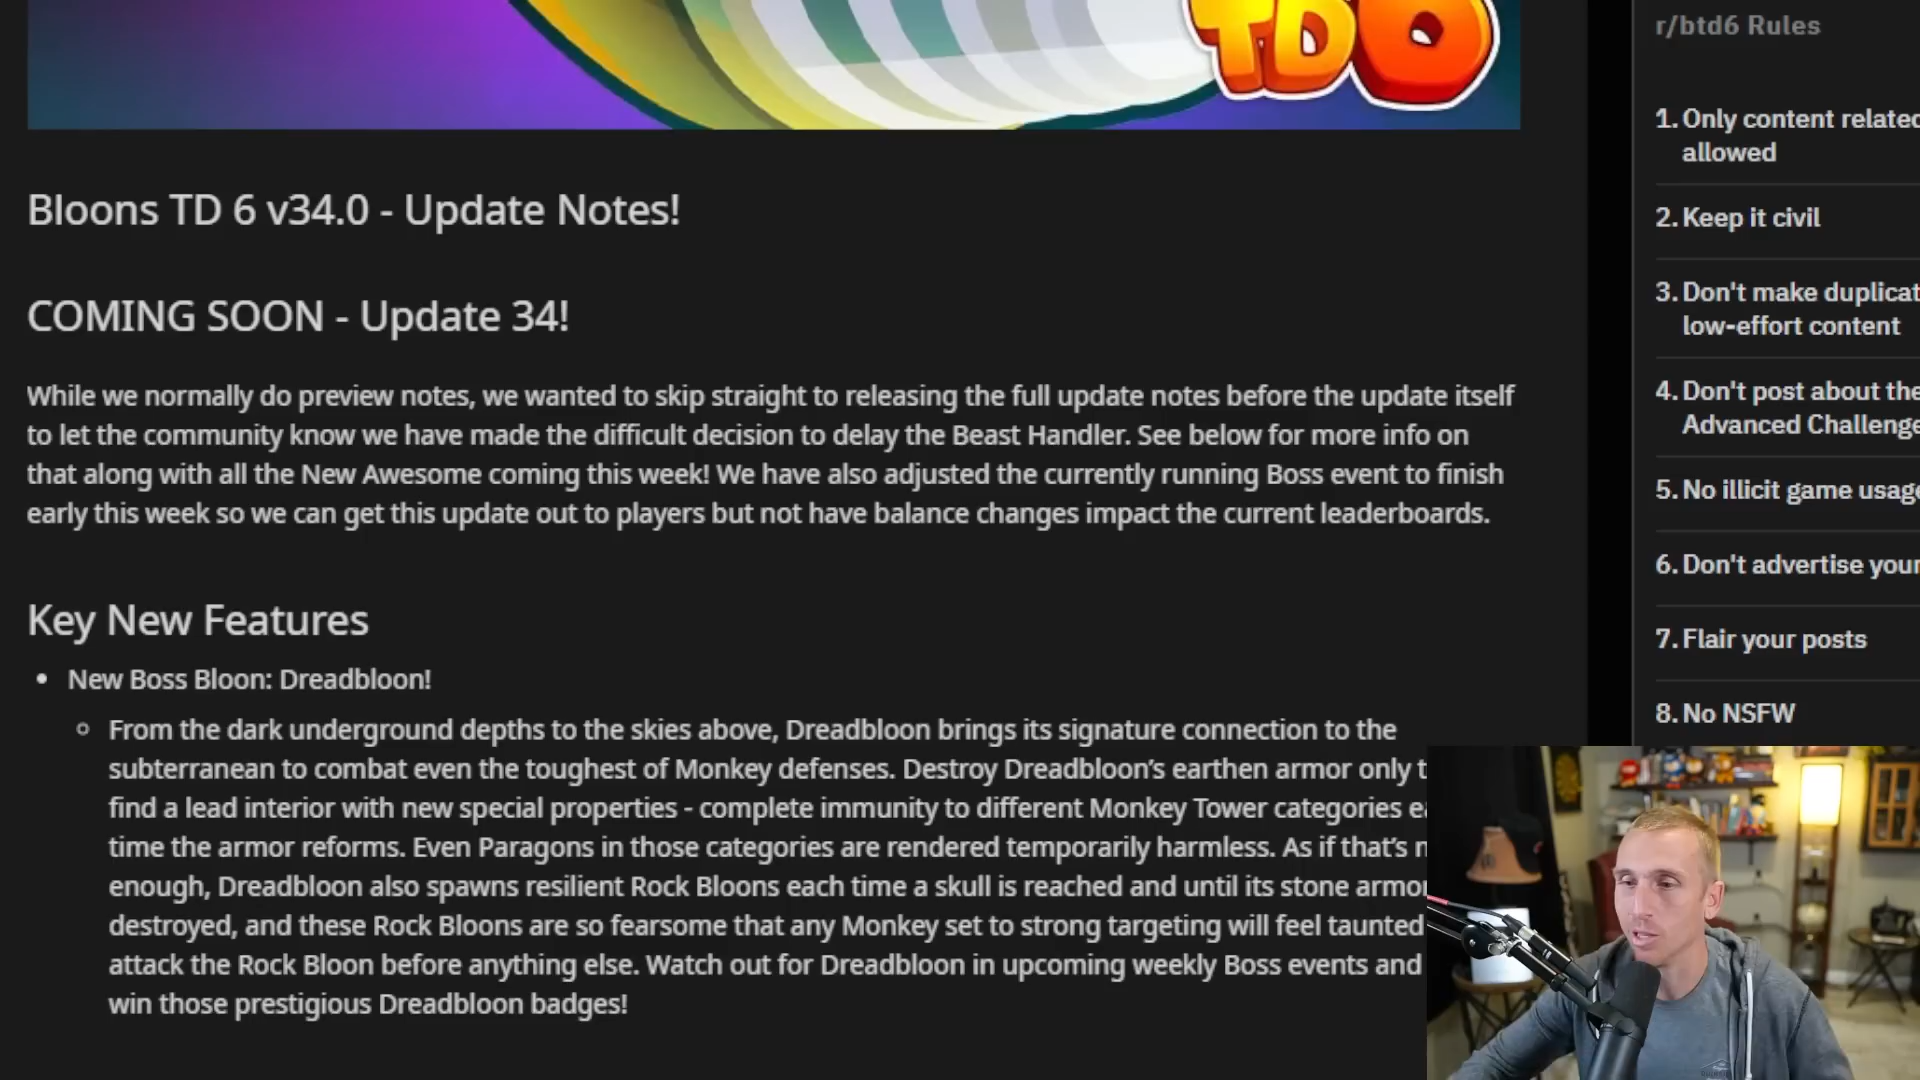 TDO
r/btd6 Rules
1. Only content related
allowed
2. Keep it civil
3. Don't make duplicat
low-effort content
4. Don't post about the
Advanced Challenge
5. No illicit game usage
6. Don't advertise your
7. Flair your posts
8. No NSFW
Bloons TD 6 v34.0 - Update Notes!
COMING SOON - Update 34!
While we normally do preview notes, we wanted to skip straight to releasing the full update notes before the update itself
to let the community know we have made the difficult decision to delay the Beast Handler. See below for more info on
that along with all the New Awesome coming this week! We have also adjusted the currently running Boss event to finish
early this week so we can get this update out to players but not have balance changes impact the current leaderboards.
Key New Features
• New Boss Bloon: Dreadbloon!
○ From the dark underground depths to the skies above, Dreadbloon brings its signature connection to the
subterranean to combat even the toughest of Monkey defenses. Destroy Dreadbloon’s earthen armor only t
find a lead interior with new special properties - complete immunity to different Monkey Tower categories ea
time the armor reforms. Even Paragons in those categories are rendered temporarily harmless. As if that’s n
enough, Dreadbloon also spawns resilient Rock Bloons each time a skull is reached and until its stone armor
destroyed, and these Rock Bloons are so fearsome that any Monkey set to strong targeting will feel taunted
attack the Rock Bloon before anything else. Watch out for Dreadbloon in upcoming weekly Boss events and
win those prestigious Dreadbloon badges!